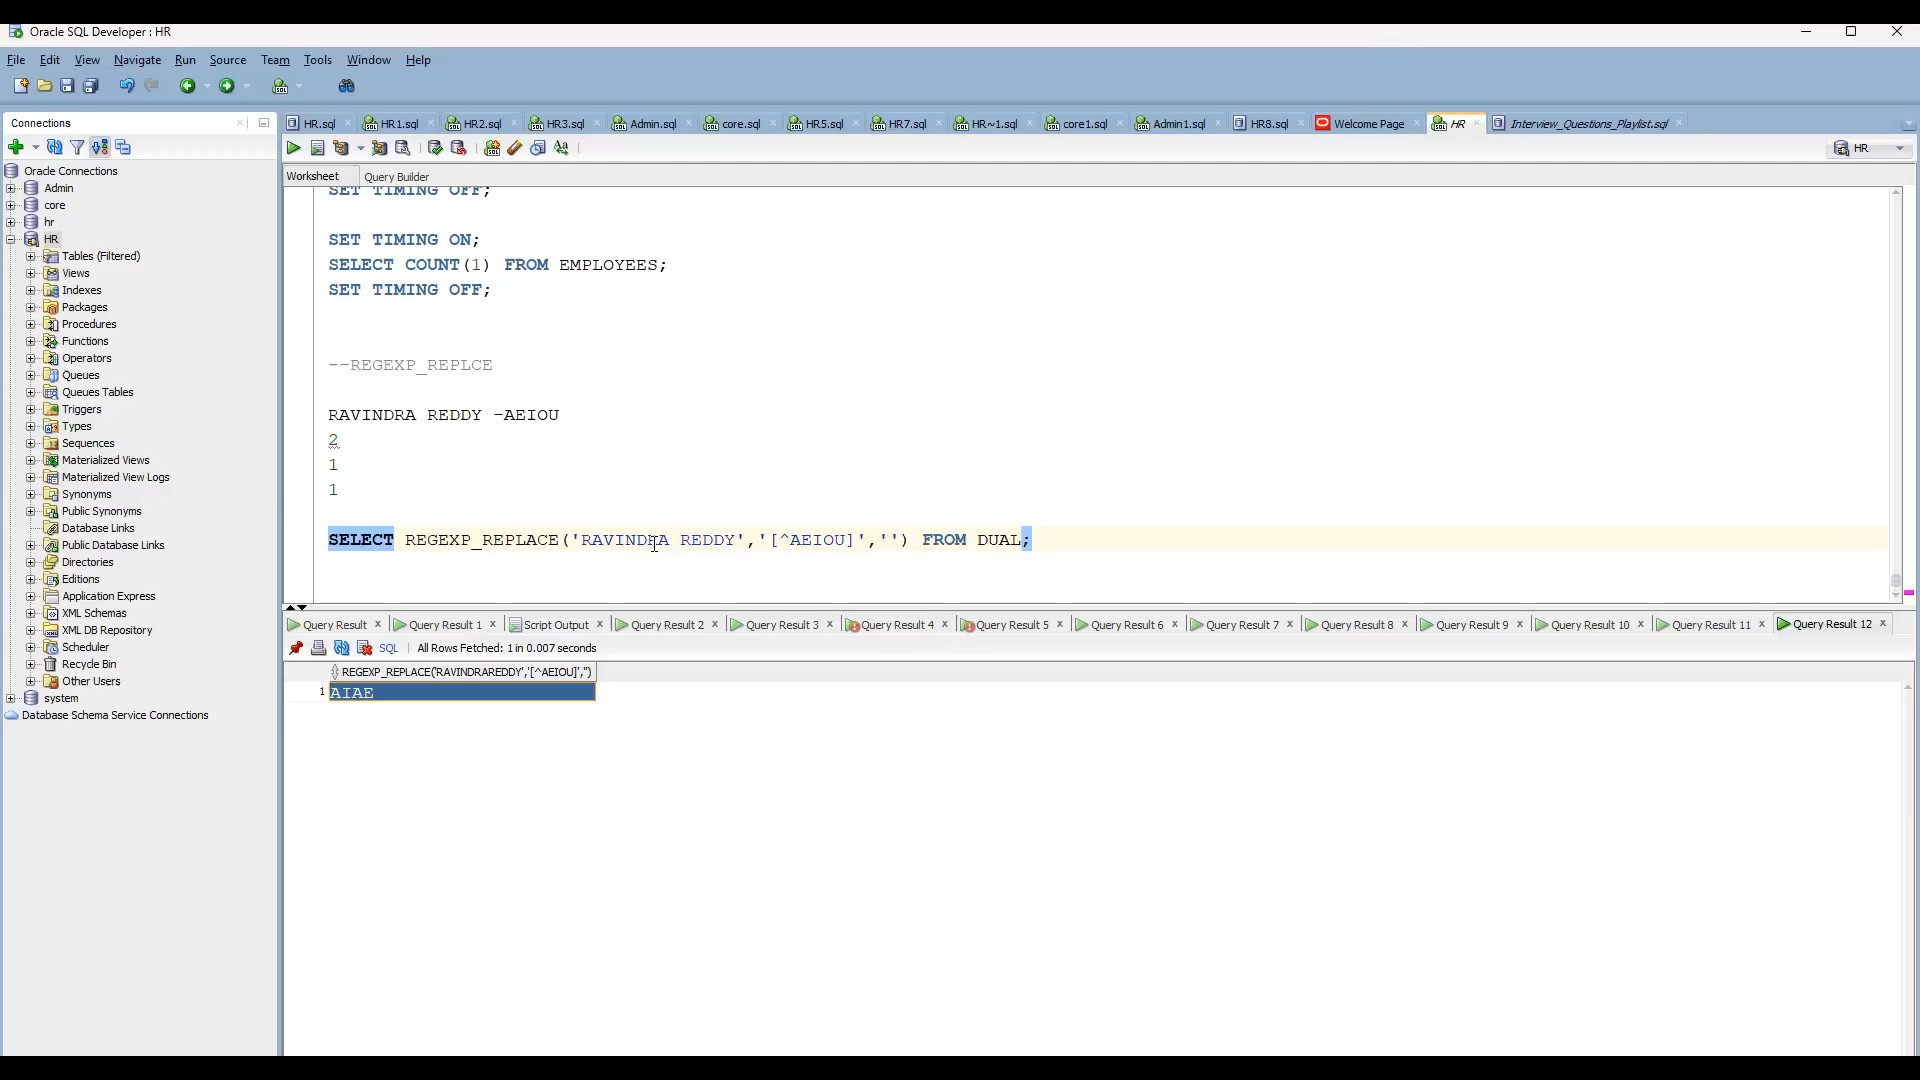 Oracle SQL Developer : HR
File Edit View Navigate Run Source Team Tools Window Help
Connections
HR.sql HR1.sql HR2.sql HR3.sql Admin.sql core.sql HR5.sql HR7.sql HR~1.sql core1.sql Admin1.sql HR8.sql Welcome Page HR Interview_Questions_Playlist.sql
HR
Worksheet Query Builder
Oracle Connections
Admin
core
hr
HR
Tables (Filtered)
Views
Indexes
Packages
Procedures
Functions
Operators
Queues
Queues Tables
Triggers
Types
Sequences
Materialized Views
Materialized View Logs
Synonyms
Public Synonyms
Database Links
Public Database Links
Directories
Editions
Application Express
XML Schemas
XML DB Repository
Scheduler
Recycle Bin
Other Users
system
Database Schema Service Connections
SET TIMING OFF;
SET TIMING ON;
SELECT COUNT(1) FROM EMPLOYEES;
SET TIMING OFF;
--REGEXP_REPLCE
RAVINDRA REDDY -AEIOU
2
1
1
SELECT REGEXP_REPLACE('RAVINDRA REDDY','[^AEIOU]','') FROM DUAL;
Query Result Query Result 1 Script Output Query Result 2 Query Result 3 Query Result 4 Query Result 5 Query Result 6 Query Result 7 Query Result 8 Query Result 9 Query Result 10 Query Result 11 Query Result 12
SQL All Rows Fetched: 1 in 0.007 seconds
REGEXP_REPLACE('RAVINDRAREDDY','[^AEIOU]','')
1 AIAE